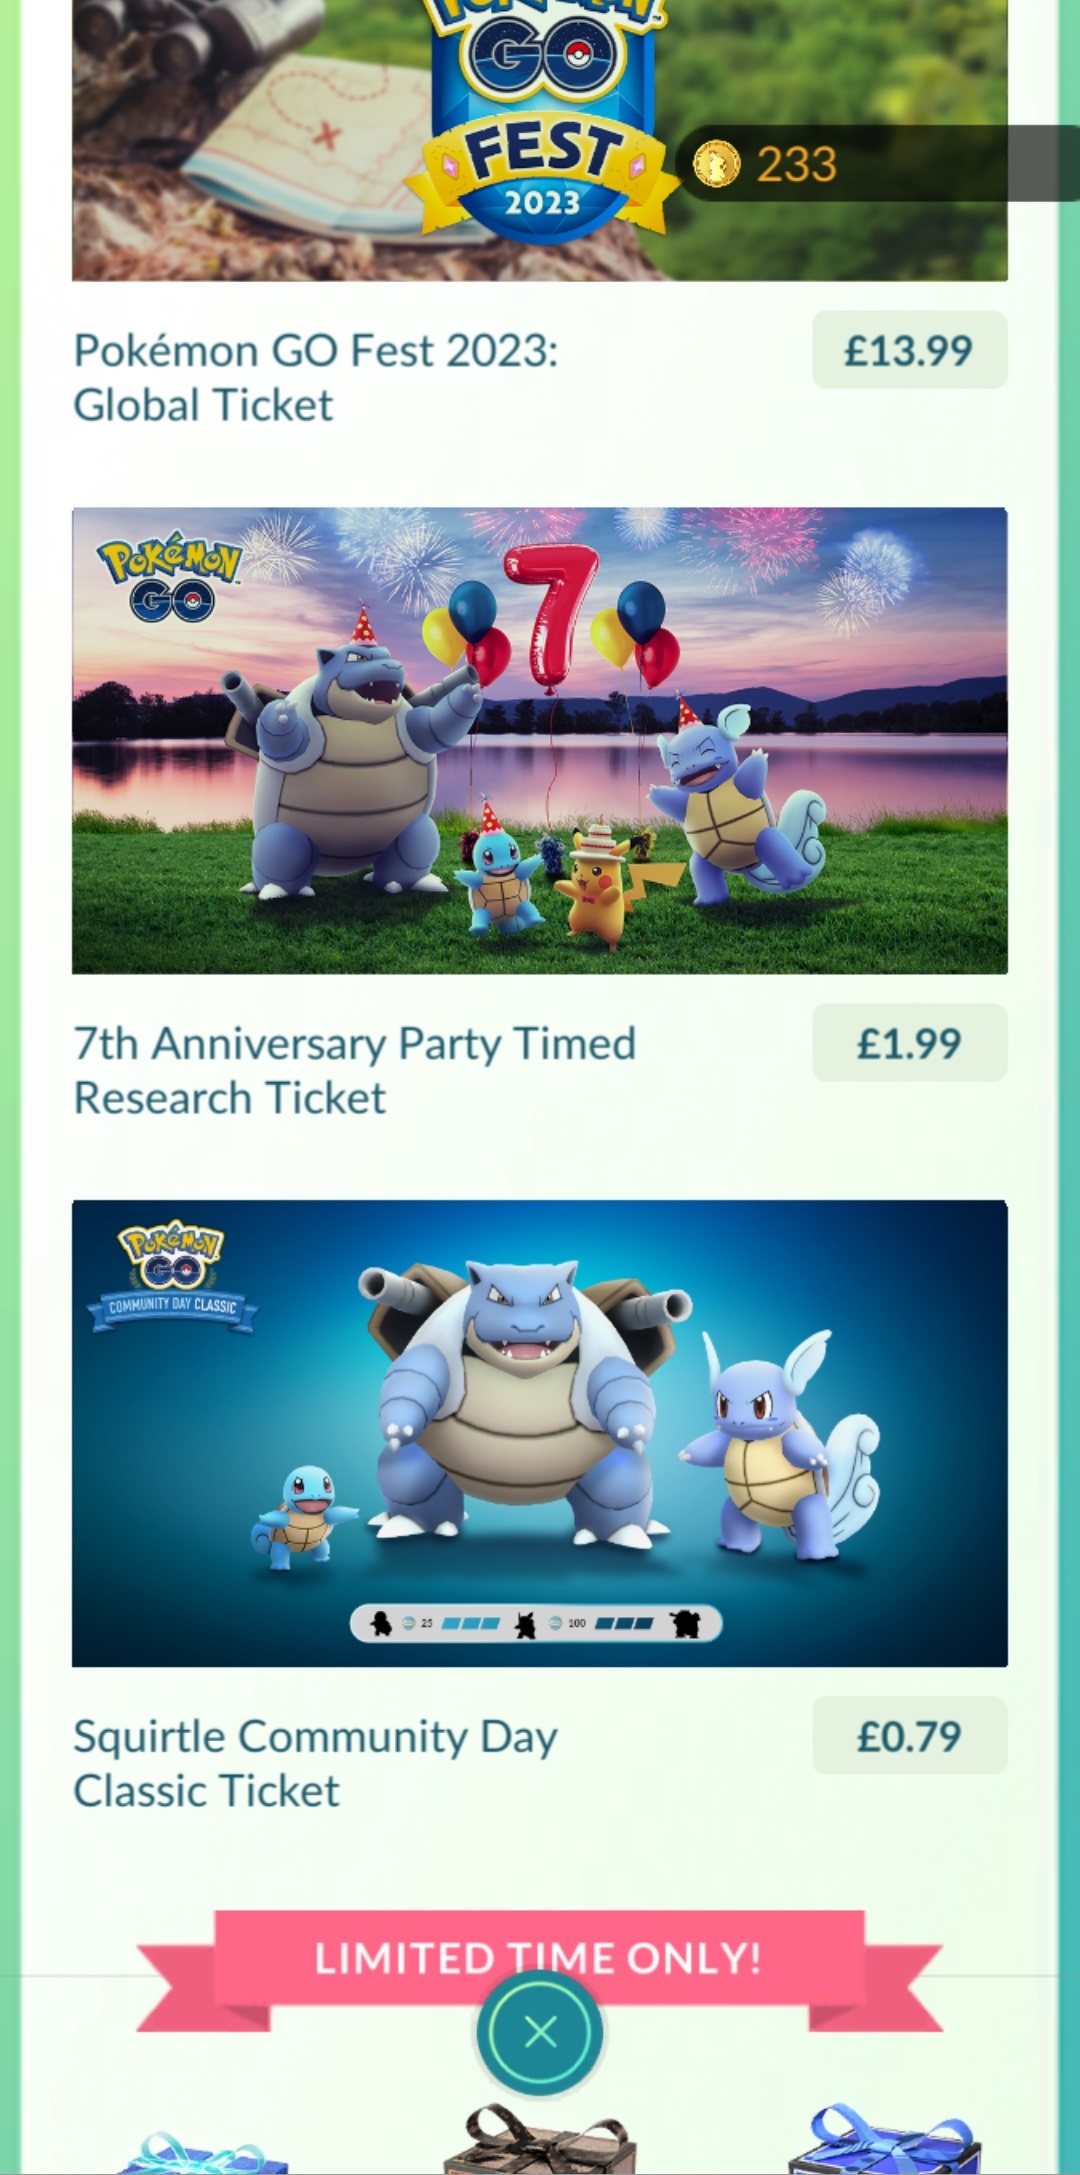 Pokémon
GO
FEST
2023
233
Pokémon GO Fest 2023:
Global Ticket
£13.99
POKéMON
GO
7
7th Anniversary Party Timed
Research Ticket
£1.99
POKéMON
GO
COMMUNITY DAY CLASSIC
25
100
Squirtle Community Day
Classic Ticket
£0.79
LIMITED TIME ONLY!